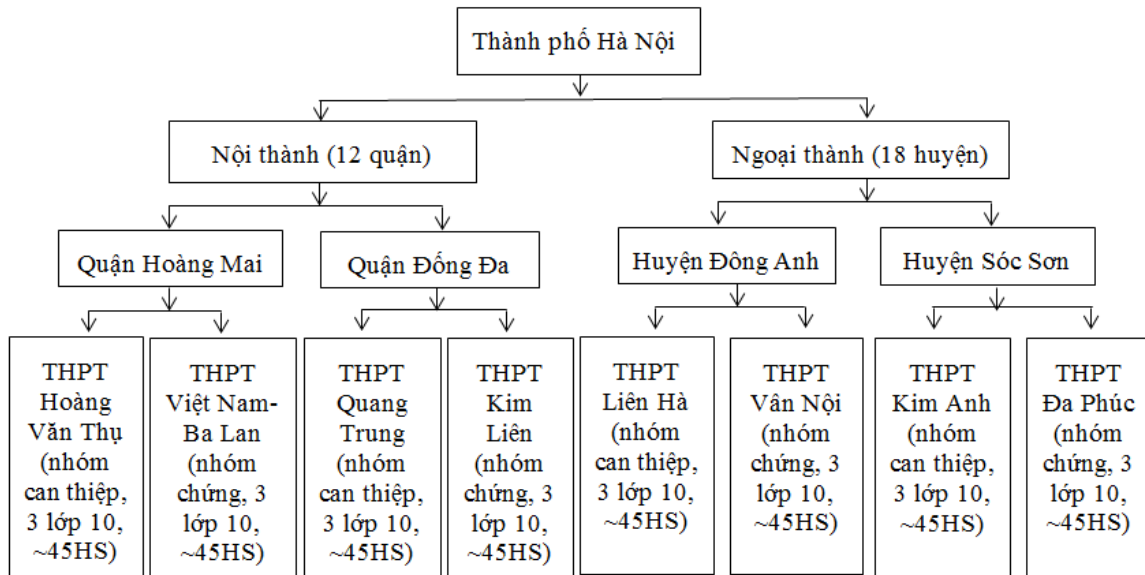 Thành phố Hà Nội
Nội thành (12 quận)
Ngoại thành (18 huyện)
Quận Hoàng Mai
Quận Đống Đa
Huyện Đông Anh
Huyện Sóc Sơn
THPT
Hoàng
Văn Thụ
(nhóm
can thiệp,
3 lớp 10,
~45HS)
THPT
Việt Nam-
Ba Lan
(nhóm
chứng, 3
lớp 10,
~45HS)
THPT
Quang
Trung
(nhóm
can thiệp,
3 lớp 10,
~45HS)
THPT
Kim
Liên
(nhóm
chứng, 3
lớp 10,
~45HS)
THPT
Liên Hà
(nhóm
can thiệp,
3 lớp 10,
~45HS)
THPT
Vân Nội
(nhóm
chứng, 3
lớp 10,
~45HS)
THPT
Kim Anh
(nhóm
can thiệp,
3 lớp 10,
~45HS)
THPT
Đa Phúc
(nhóm
chứng, 3
lớp 10,
~45HS)